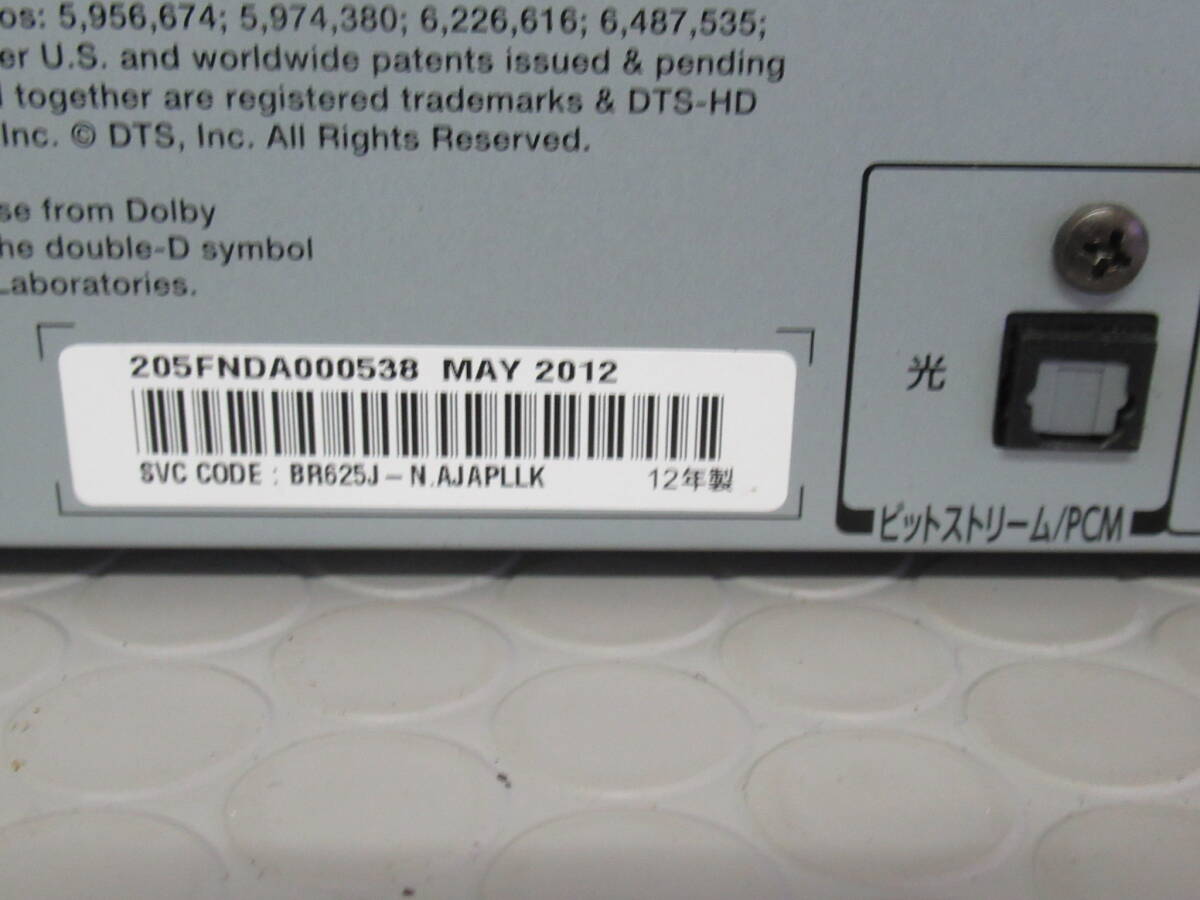 os: 5,956,674; 5,974,380; 6,226,616; 6,487,535;
er U.S. and worldwide patents issued & pending
together are registered trademarks & DTS-HD
Inc. © DTS, Inc. All Rights Reserved.
se from Dolby
he double-D symbol
Laboratories.
205FNDA000538 MAY 2012
SVC CODE : BR625J-N.AJAPLLK 12年製
光
ビットストリーム/PCM